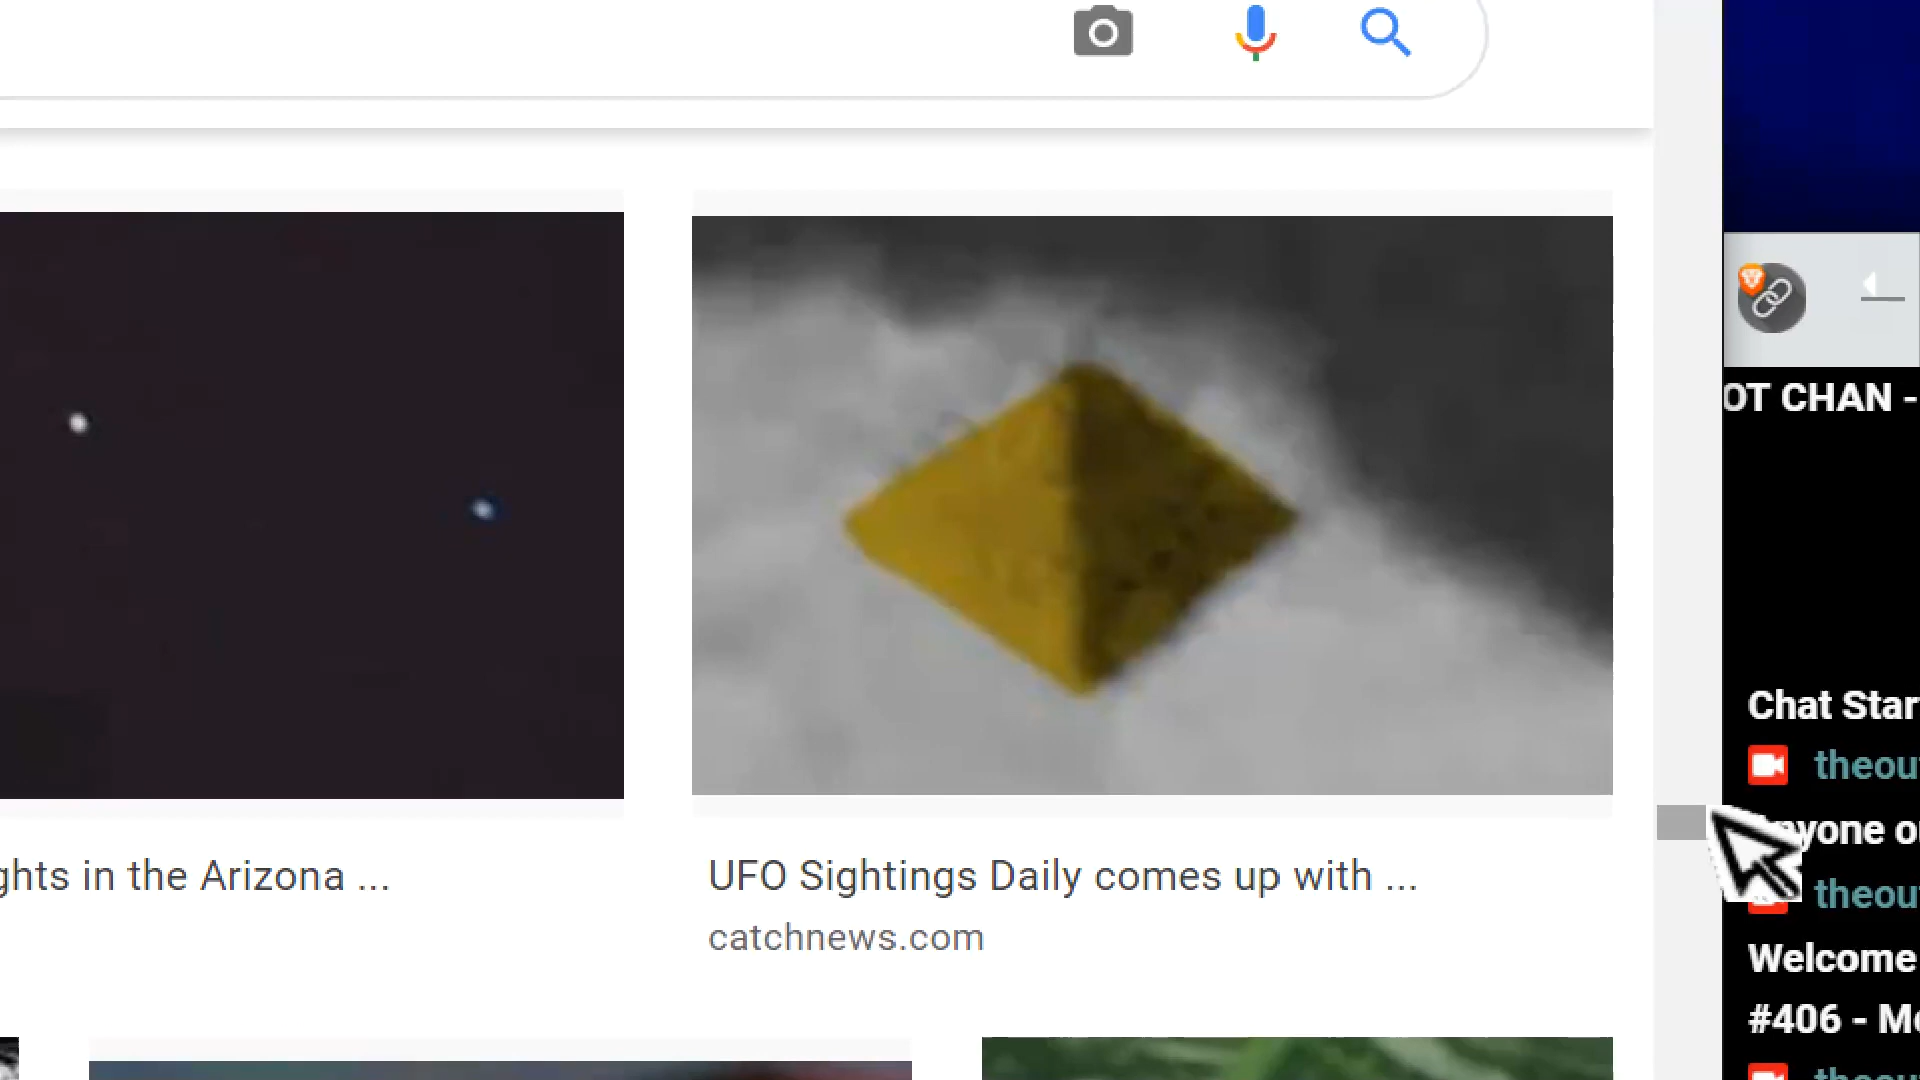 ghts in the Arizona ...
UFO Sightings Daily comes up with ...
catchnews.com
OT CHAN -
Chat Star
theou
nyone o
theou
Welcome
#406 - M